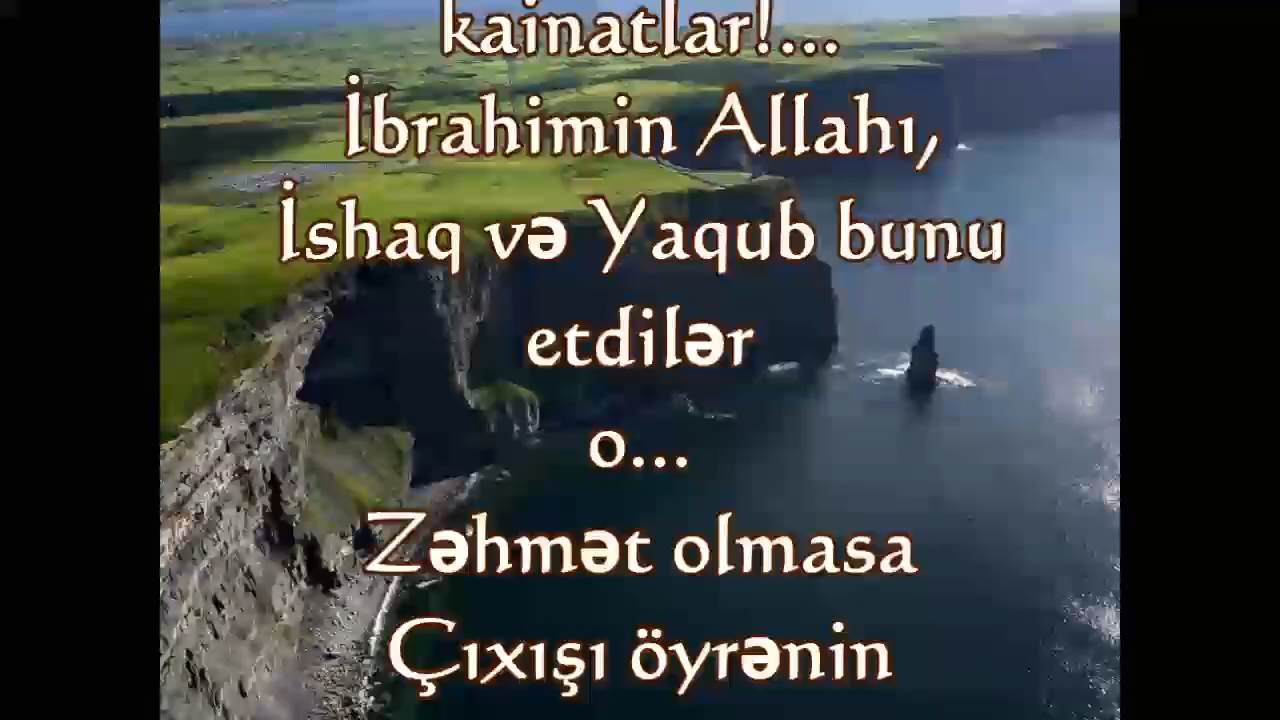 kainatlar!...
İbrahimin Allahı,
İshaq və Yaqub bunu
etdilər
o...
Zəhmət olmasa
Çıxışı öyrənin